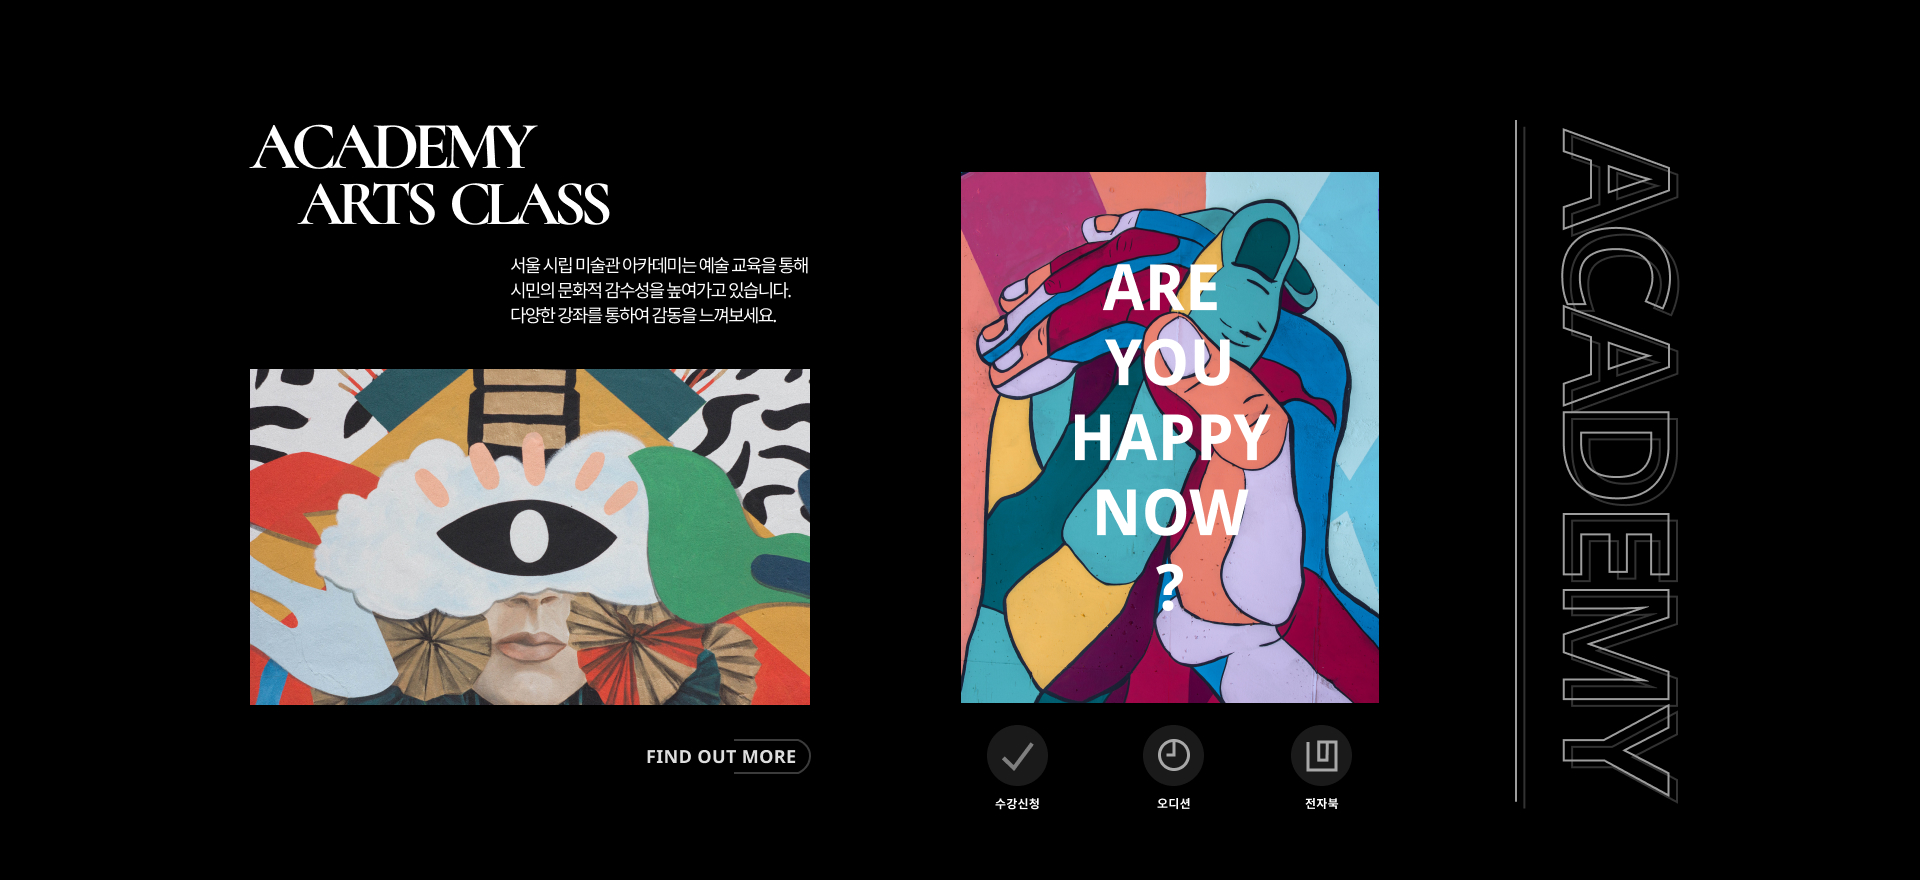 ACADEMY
ARTS CLASS
서울 시립 미술관 아카데미는 예술 교육을 통해
시민의 문화적 감수성을 높여가고 있습니다.
다양한 강좌를 통하여 감동을 느껴보세요.
FIND OUT MORE
ARE
YOU
HAPPY
NOW
?
수강신청
오디션
전자북
ACADEMY